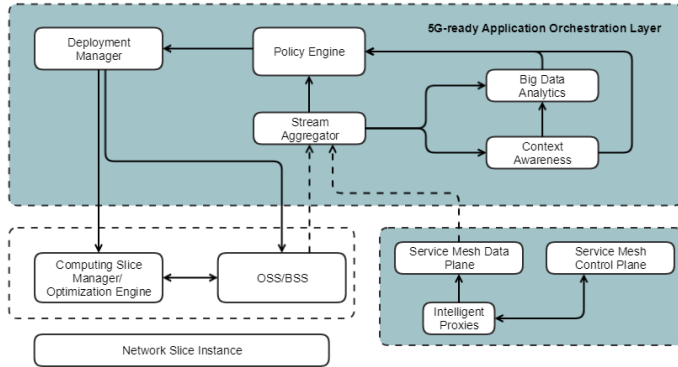 5G-ready Application Orchestration Layer
Deployment
Manager
Policy Engine
Big Data
Analytics
Stream
Aggregator
Context
Awareness
Computing Slice
Manager/
Optimization Engine
OSS/BSS
Service Mesh Data
Plane
Service Mesh
Control Plane
Intelligent
Proxies
Network Slice Instance